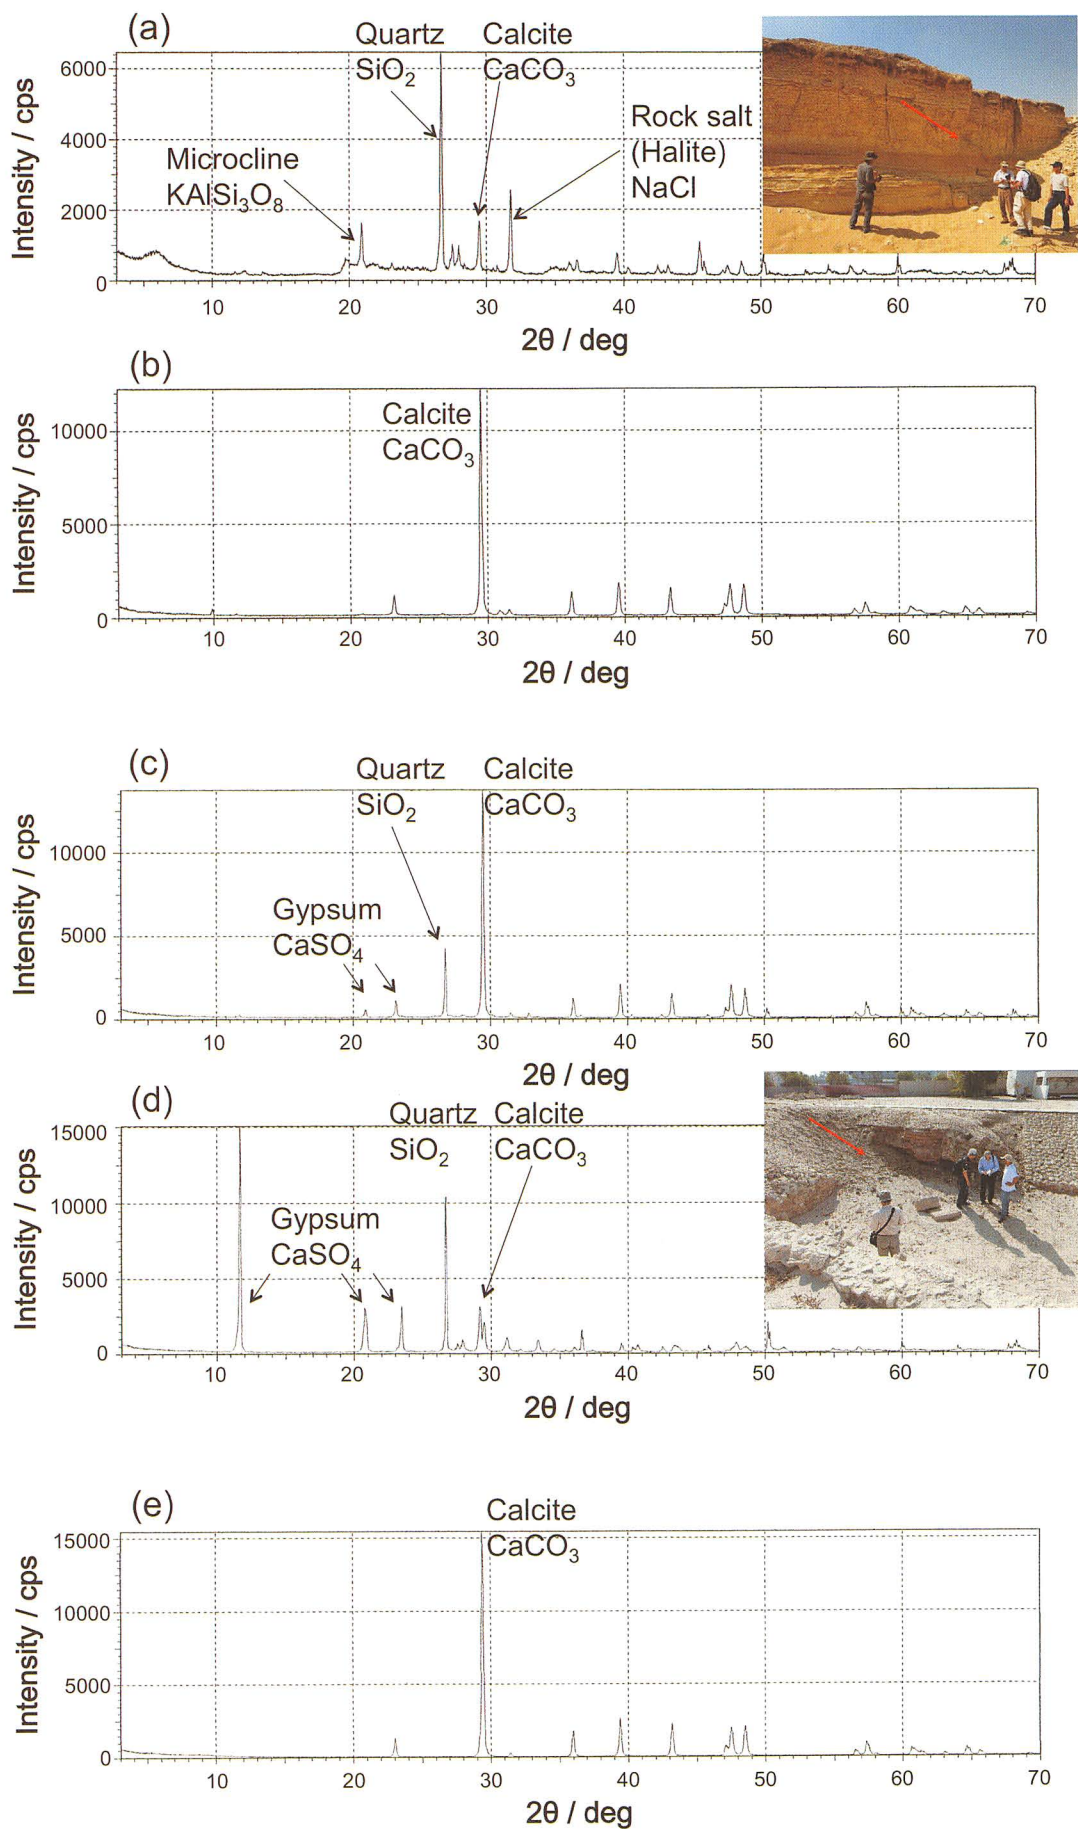 (a)
Quartz
SiO2
Calcite
CaCO3
Rock salt
(Halite)
NaCl
Microcline
KAlSi3O8
Intensity / cps
6000
4000
2000
0
10 20 30 40 50 60 70
2θ / deg
(b)
Calcite
CaCO3
Intensity / cps
10000
5000
0
10 20 30 40 50 60 70
2θ / deg
(c)
Quartz
SiO2
Calcite
CaCO3
Gypsum
CaSO4
Intensity / cps
10000
5000
0
10 20 30 40 50 60 70
2θ / deg
(d)
Quartz
SiO2
Calcite
CaCO3
Gypsum
CaSO4
Intensity / cps
15000
10000
5000
0
10 20 30 40 50 60 70
2θ / deg
(e)
Calcite
CaCO3
Intensity / cps
15000
10000
5000
0
10 20 30 40 50 60 70
2θ / deg